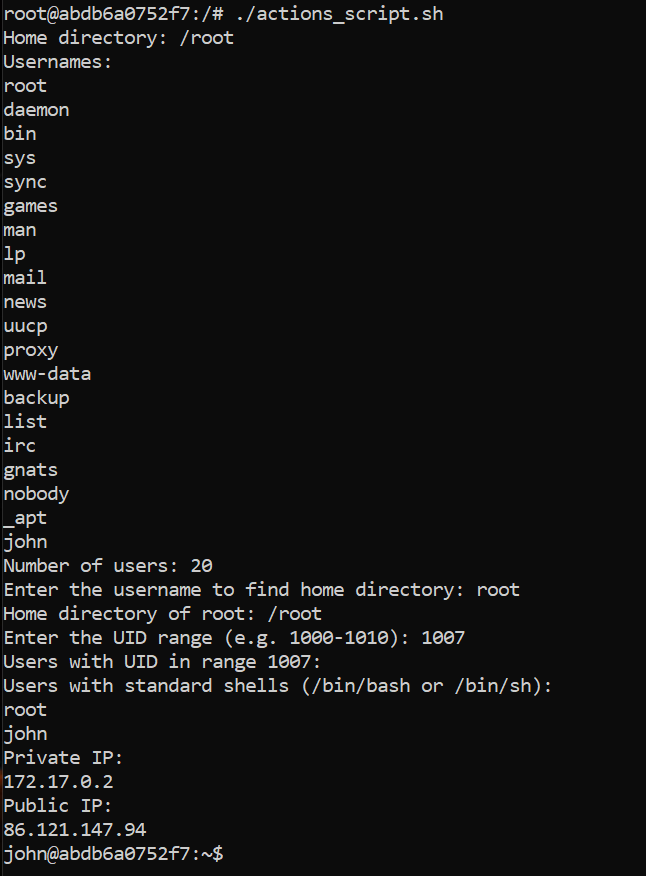 root@abdb6a0752f7:/# ./actions_script.sh
Home directory: /root
Usernames:
root
daemon
bin
sys
sync
games
man
lp
mail
news
uucp
proxy
www-data
backup
list
irc
gnats
nobody
_apt
john
Number of users: 20
Enter the username to find home directory: root
Home directory of root: /root
Enter the UID range (e.g. 1000-1010): 1007
Users with UID in range 1007:
Users with standard shells (/bin/bash or /bin/sh):
root
john
Private IP:
172.17.0.2
Public IP:
86.121.147.94
john@abdb6a0752f7:~$